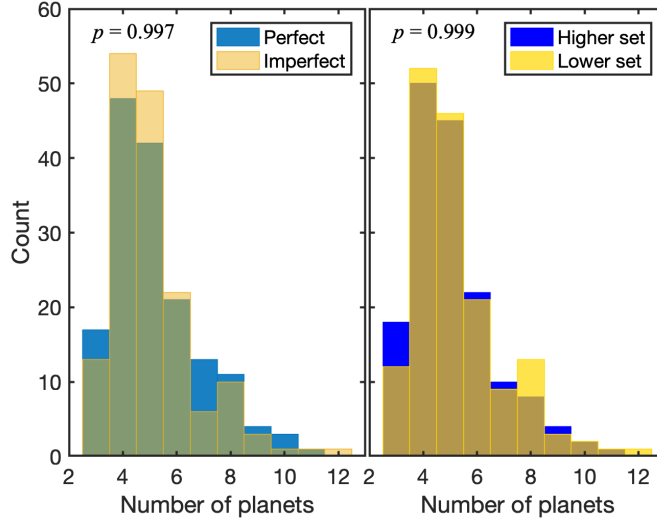 p = 0.997
Perfect
Imperfect
p = 0.999
Higher set
Lower set
60
50
40
30
20
10
0
Count
2 4 6 8 10 12
2 4 6 8 10 12
Number of planets
Number of planets